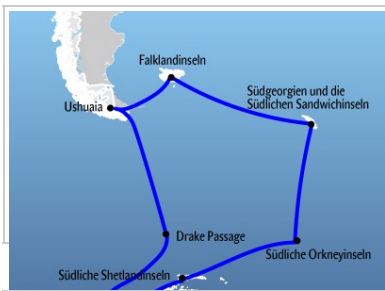 Falklandinseln
Südgeorgien und die
Südlichen Sandwichinseln
Ushuaia
Drake Passage
Südliche Orkneyinseln
Südliche Shetlandinseln